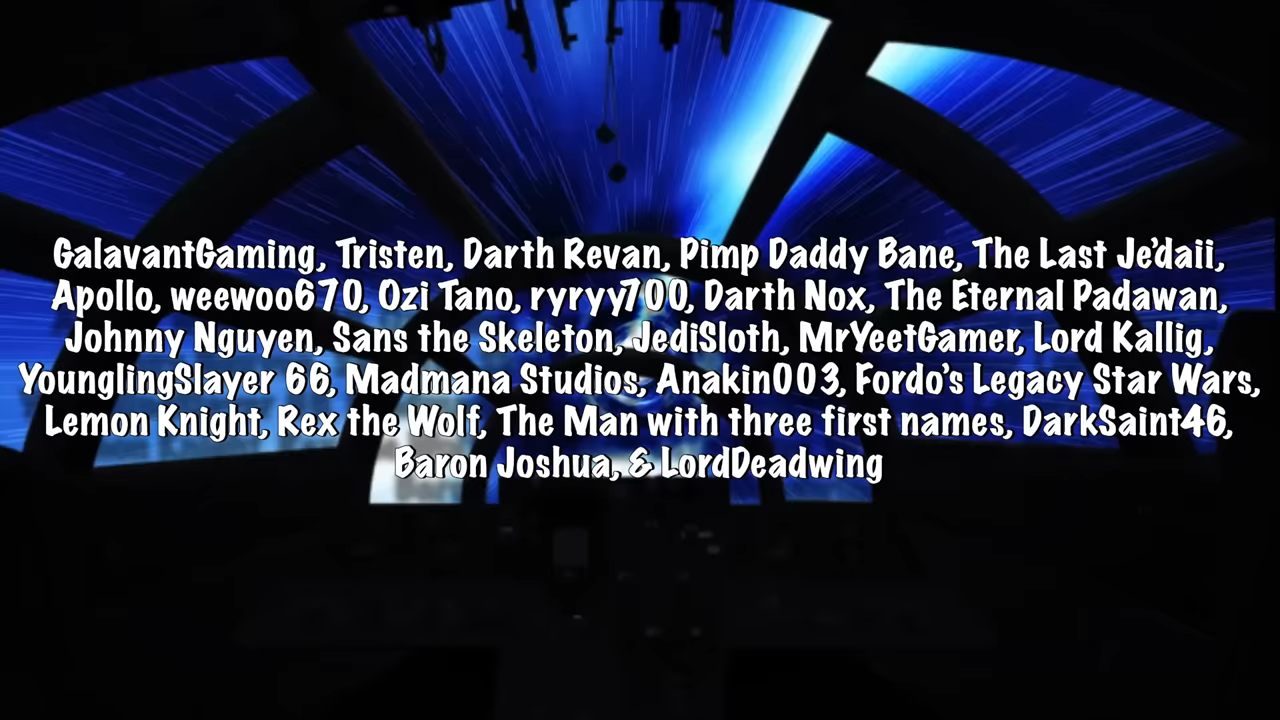 GalavantGaming, Tristen, Darth Revan, Pimp Daddy Bane, The Last Je'daii,
Apollo, weewoo670, Ozi Tano, ryryy700, Darth Nox, The Eternal Padawan,
Johnny Nguyen, Sans the Skeleton, JediSloth, MrYeetGamer, Lord Kallig,
YounglingSlayer 66, Madmana Studios, Anakin003, Fordo's Legacy Star Wars,
Lemon Knight, Rex the Wolf, The Man with three first names, DarkSaint46,
Baron Joshua, & LordDeadwing